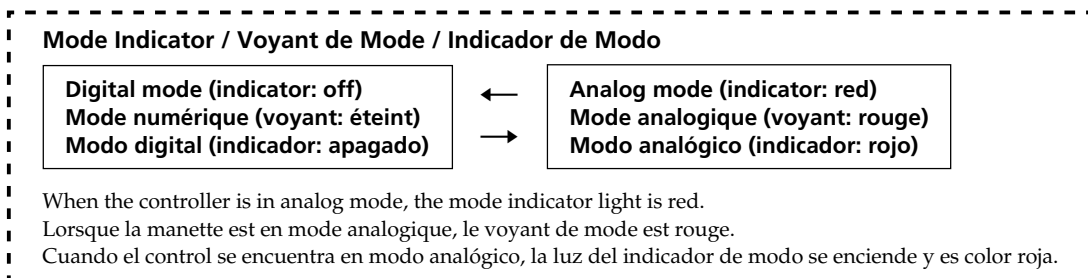 Mode Indicator / Voyant de Mode / Indicador de Modo
Digital mode (indicator: off)
Mode numérique (voyant: éteint)
Modo digital (indicador: apagado)
Analog mode (indicator: red)
Mode analogique (voyant: rouge)
Modo analógico (indicador: rojo)
When the controller is in analog mode, the mode indicator light is red.
Lorsque la manette est en mode analogique, le voyant de mode est rouge.
Cuando el control se encuentra en modo analógico, la luz del indicador de modo se enciende y es color roja.